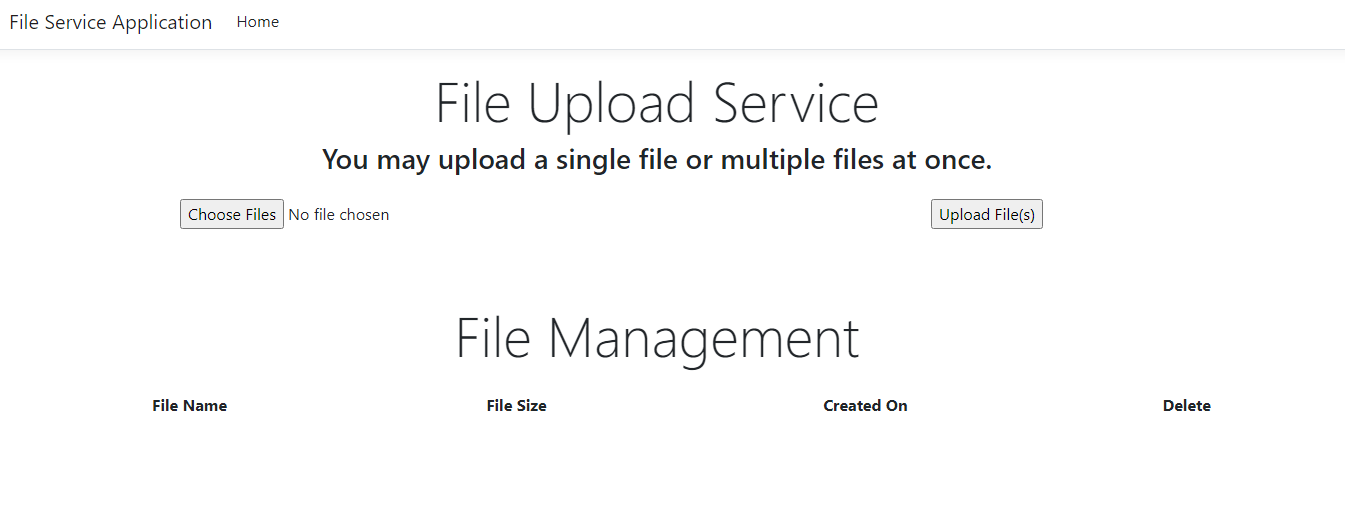 File Service Application Home
File Upload Service
You may upload a single file or multiple files at once.
Choose Files No file chosen Upload File(s)
File Management
File Name File Size Created On Delete